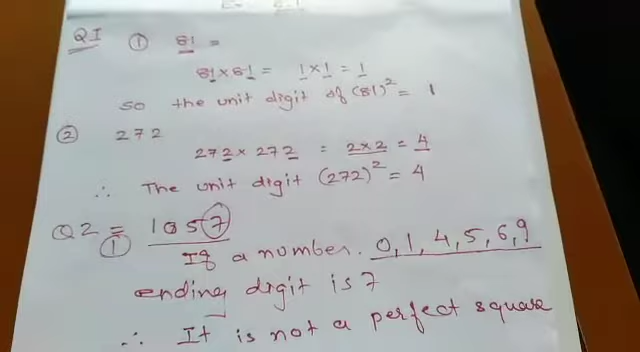 QI ① 81 =
81×81 = 1×1 = 1
so the unit digit of (81)² = 1
② 272
272×272 = 2×2 = 4
∴ The unit digit (272)² = 4
Q2 = ① 1057
If a number. 0,1,4,5,6,9
ending digit is 7
∴ It is not a perfect square